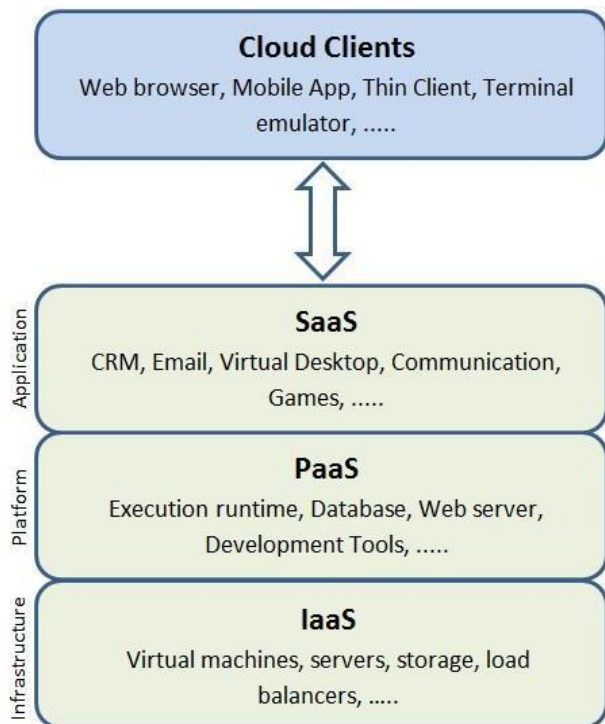 Cloud Clients
Web browser, Mobile App, Thin Client, Terminal
emulator, .....
Application
SaaS
CRM, Email, Virtual Desktop, Communication,
Games, .....
Platform
PaaS
Execution runtime, Database, Web server,
Development Tools, .....
Infrastructure
IaaS
Virtual machines, servers, storage, load
balancers, .....